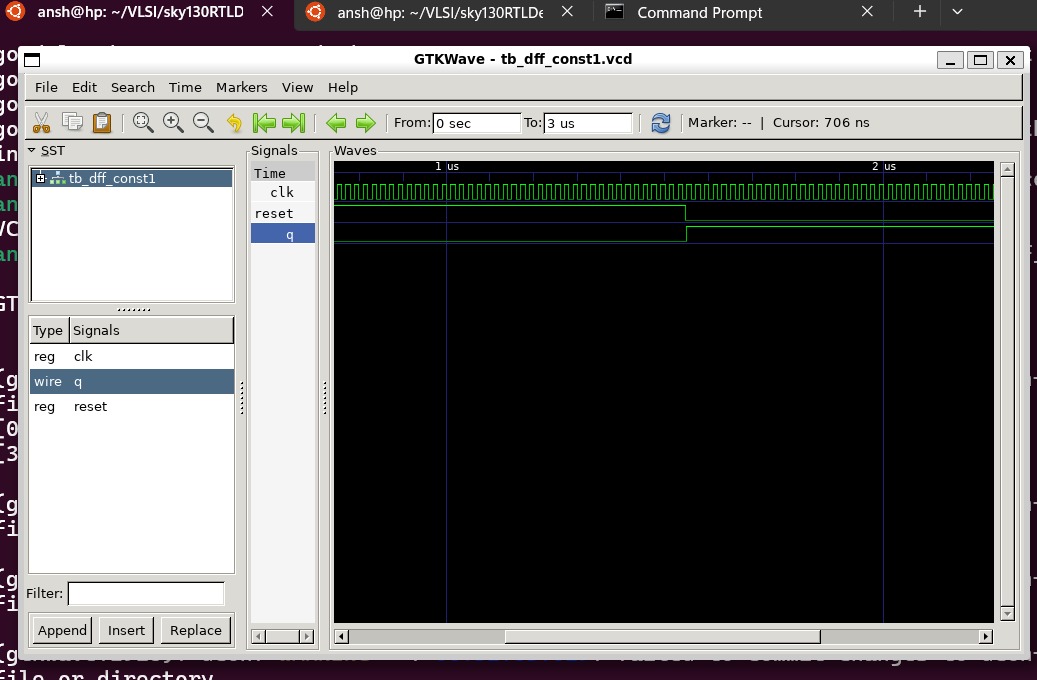 ansh@hp: ~/VLSI/sky130RTLD
ansh@hp: ~/VLSI/sky130RTLDe
Command Prompt
GTKWave - tb_dff_const1.vcd
File Edit Search Time Markers View Help
From: 0 sec To: 3 us Marker: -- | Cursor: 706 ns
SST
tb_dff_const1
Type Signals
reg clk
wire q
reg reset
Filter:
Append Insert Replace
Signals
Time
clk
reset
q
Waves
1 us 2 us
file or directory